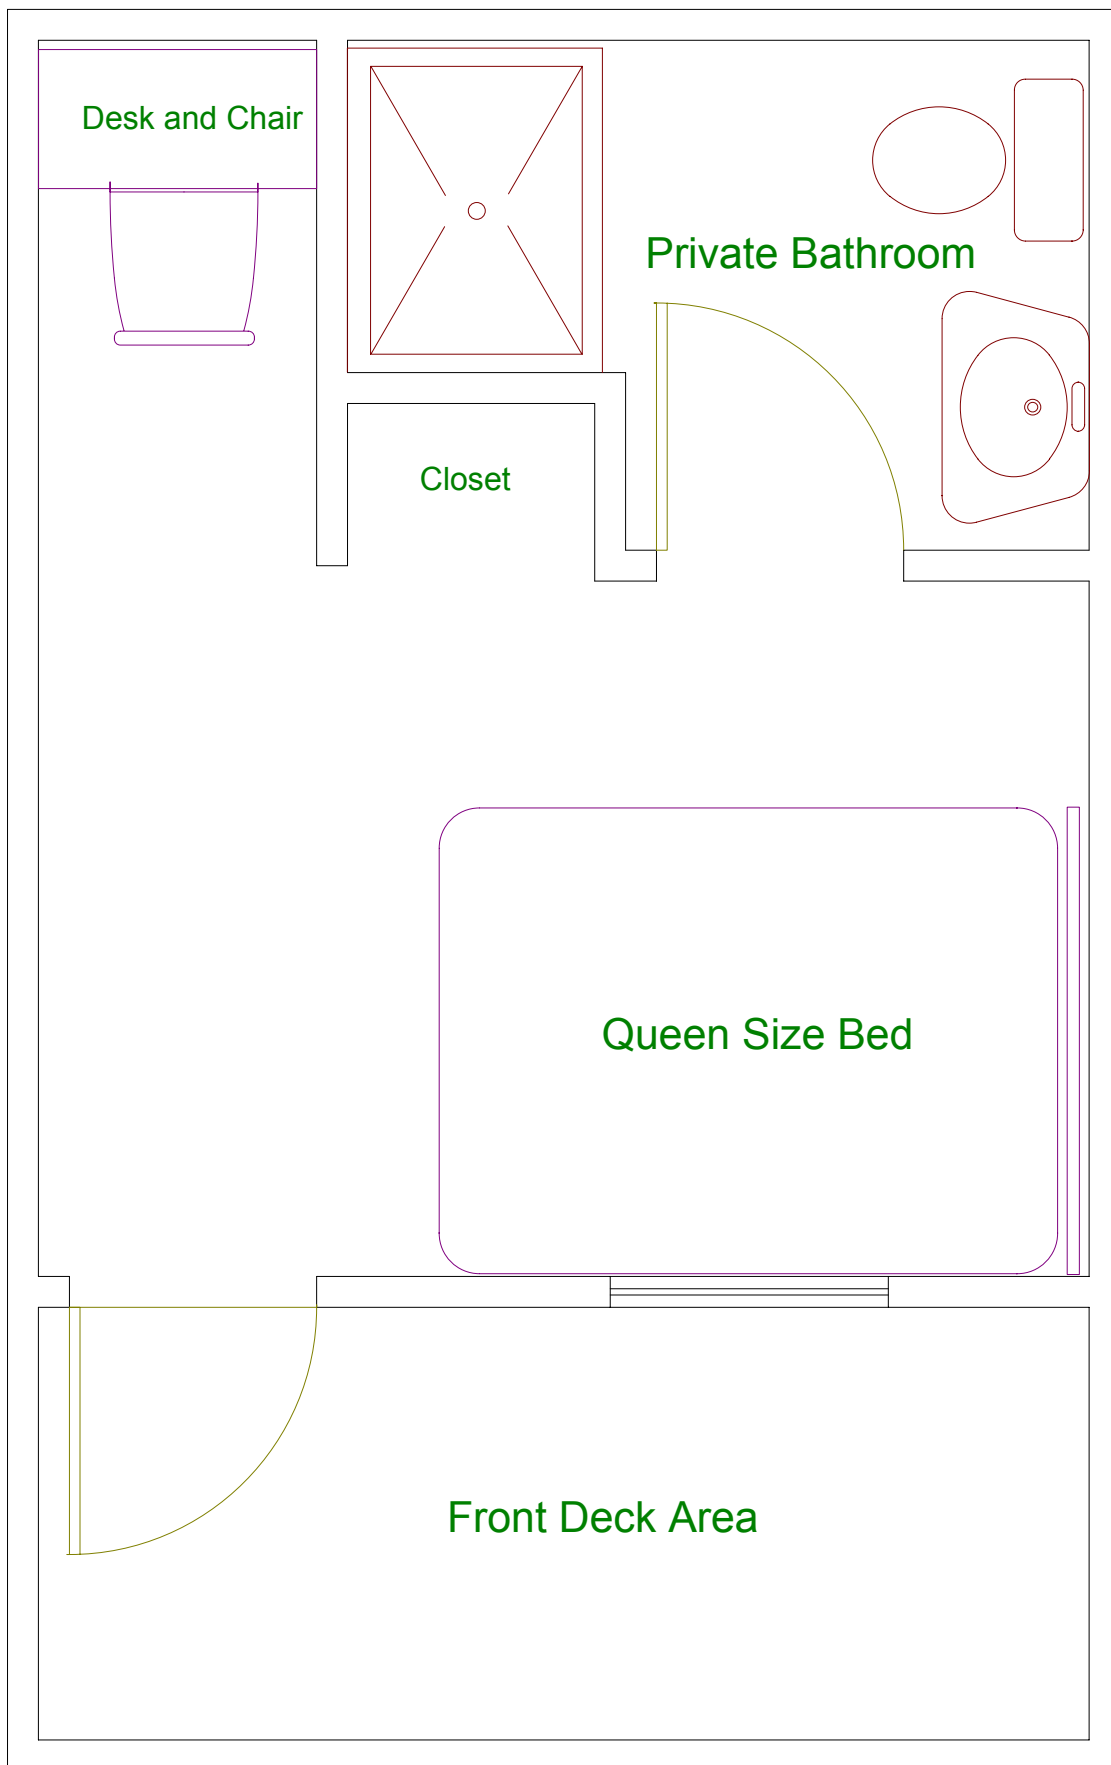 Desk and Chair
Private Bathroom
Closet
Queen Size Bed
Front Deck Area